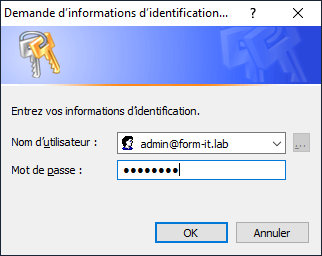 Demande d'informations d'identification...
Entrez vos informations d'identification.
Nom d'utilisateur : admin@form-it.lab ...
Mot de passe : ●●●●●●●●
OK Annuler